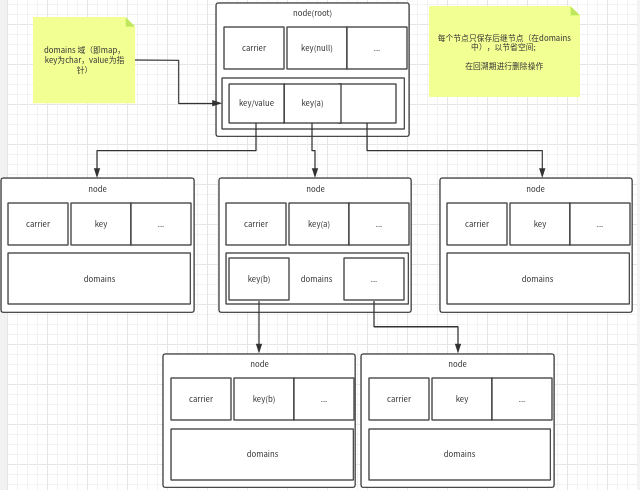 node(root)
domains 域（即map，
key为char，value为指
针）
carrier
key(null)
...
每个节点只保存后继节点（在domains
中），以节省空间;
在回溯期进行删除操作
key/value
key(a)
node
carrier
key
...
domains
node
carrier
key(a)
...
key(b)
domains
...
node
carrier
key
...
domains
node
carrier
key(b)
...
domains
node
carrier
key
...
domains